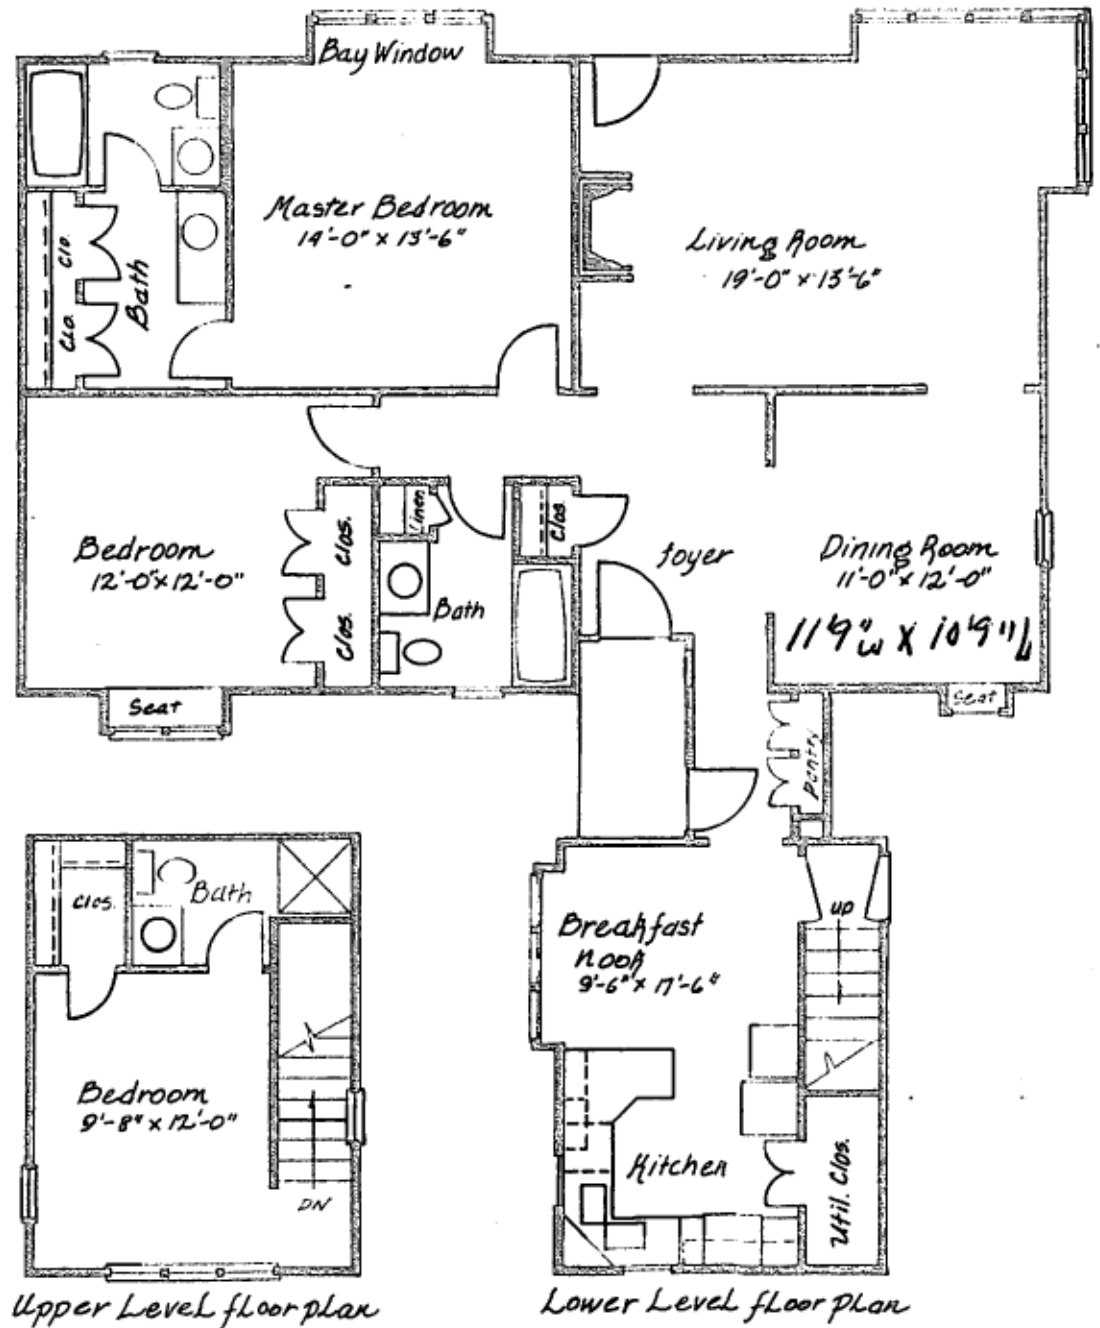 Bay Window
Master Bedroom
14'-0" x 13'-6"
Living Room
19'-0" x 13'-6"
Clo.
Clo.
Bath
Bedroom
12'-0" x 12'-0"
Clos.
Clos.
Linen
Bath
Clos
foyer
Dining Room
11'-0" x 12'-0"
11'9"w x 10'9"L
Seat
Seat
Pantry
Clos.
Bath
Bedroom
9'-8" x 12'-0"
DN
Upper Level floor plan
Breakfast
nook
9'-6" x 17'-6"
UP
Kitchen
Util. Clos.
Lower Level floor plan